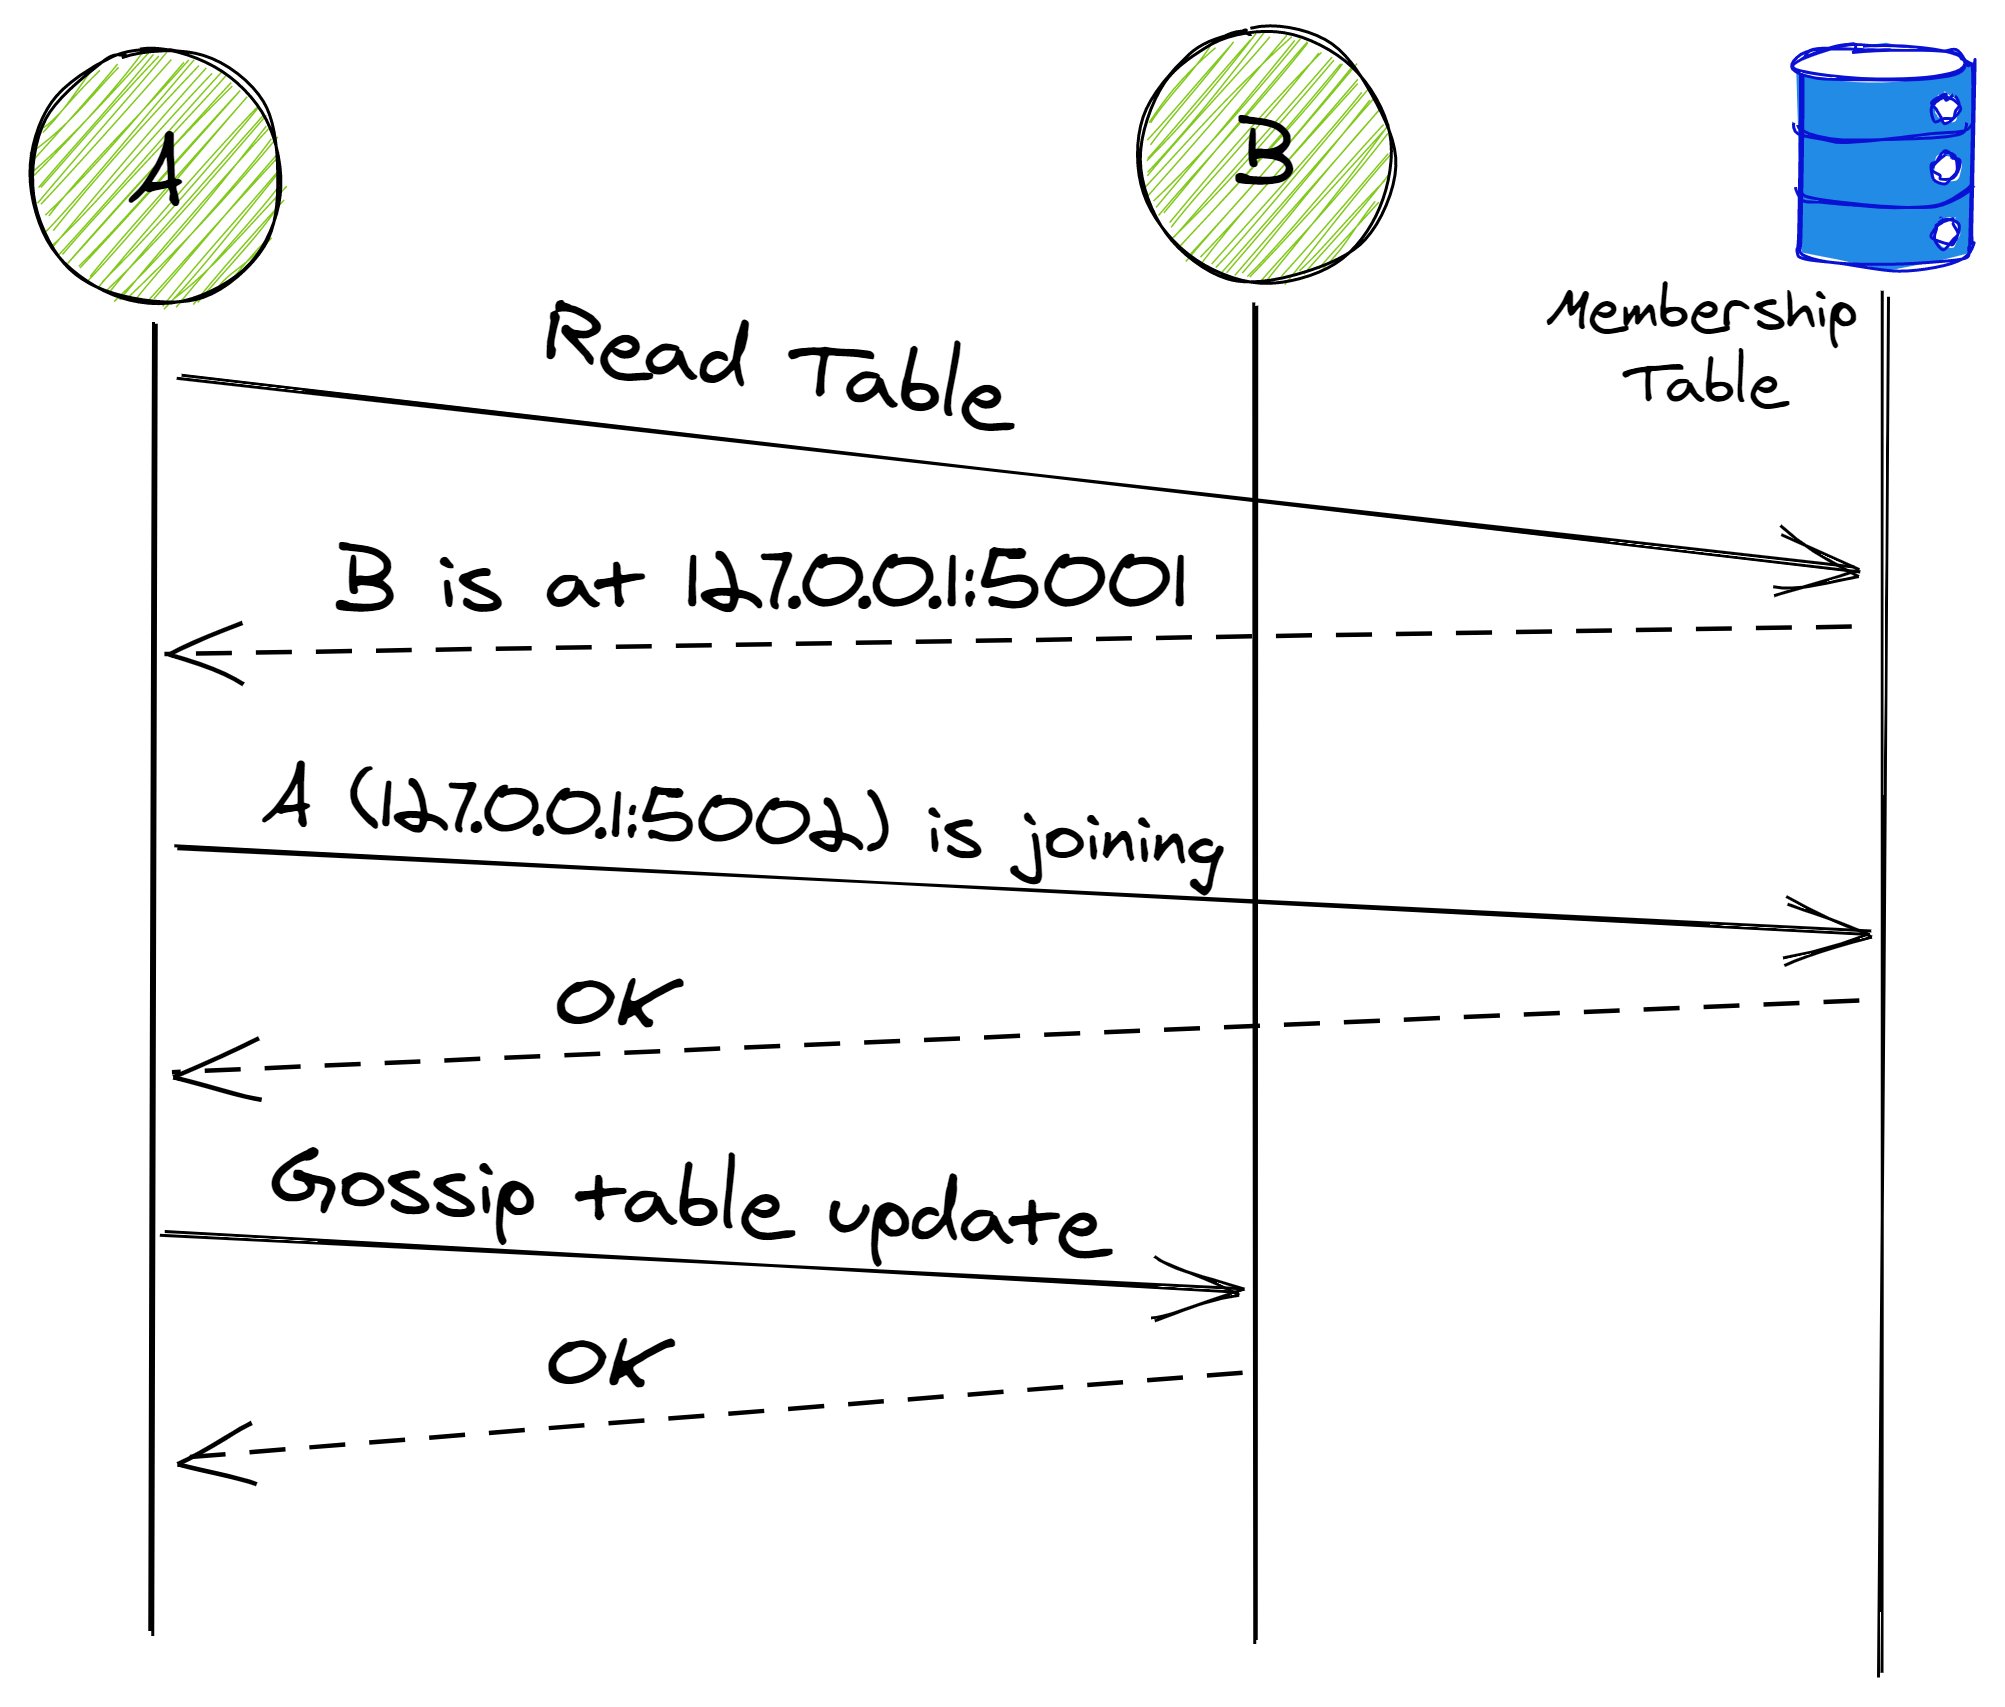 A
B
Membership
Table
Read Table
B is at 127.0.0.1:5001
A (127.0.0.1:5002) is joining
OK
Gossip table update
OK